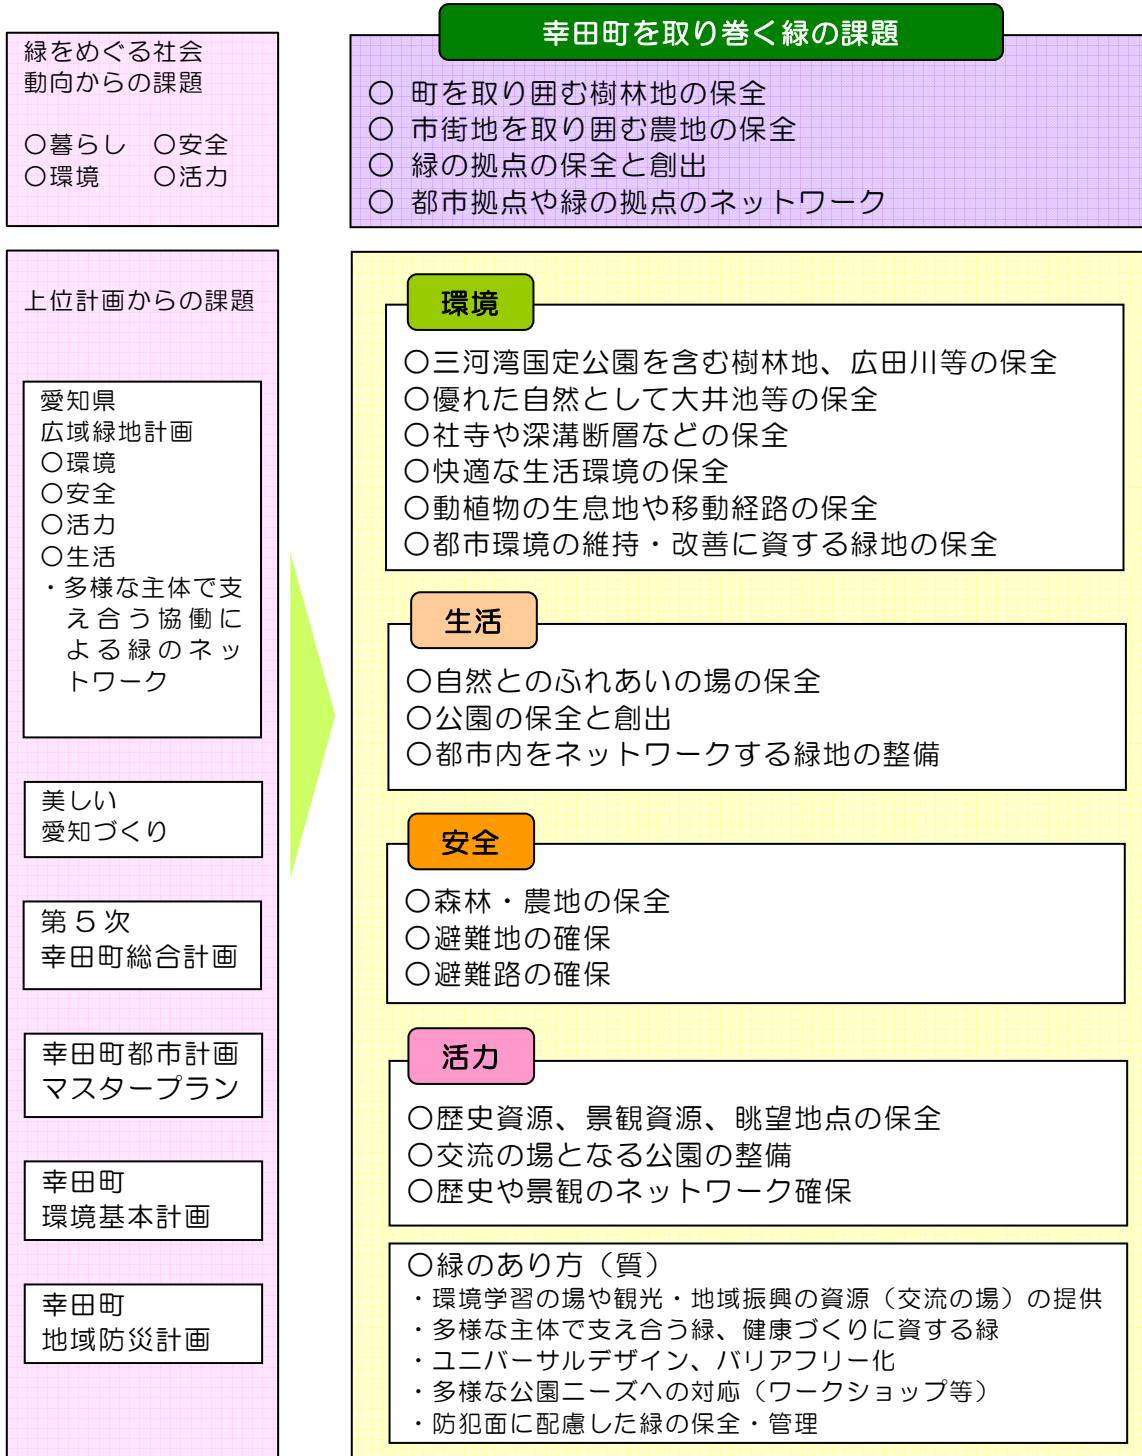 緑をめぐる社会
動向からの課題
〇暮らし 〇安全
〇環境 〇活力
幸田町を取り巻く緑の課題
〇 町を取り囲む樹林地の保全
〇 市街地を取り囲む農地の保全
〇 緑の拠点の保全と創出
〇 都市拠点や緑の拠点のネットワーク
上位計画からの課題
愛知県
広域緑地計画
〇環境
〇安全
〇活力
〇生活
・多様な主体で支
え合う協働に
よる緑のネッ
トワーク
美しい
愛知づくり
第５次
幸田町総合計画
幸田町都市計画
マスタープラン
幸田町
環境基本計画
幸田町
地域防災計画
環境
〇三河湾国定公園を含む樹林地、広田川等の保全
〇優れた自然として大井池等の保全
〇社寺や深溝断層などの保全
〇快適な生活環境の保全
〇動植物の生息地や移動経路の保全
〇都市環境の維持・改善に資する緑地の保全
生活
〇自然とのふれあいの場の保全
〇公園の保全と創出
〇都市内をネットワークする緑地の整備
安全
〇森林・農地の保全
〇避難地の確保
〇避難路の確保
活力
〇歴史資源、景観資源、眺望地点の保全
〇交流の場となる公園の整備
〇歴史や景観のネットワーク確保
〇緑のあり方（質）
・環境学習の場や観光・地域振興の資源（交流の場）の提供
・多様な主体で支え合う緑、健康づくりに資する緑
・ユニバーサルデザイン、バリアフリー化
・多様な公園ニーズへの対応（ワークショップ等）
・防犯面に配慮した緑の保全・管理